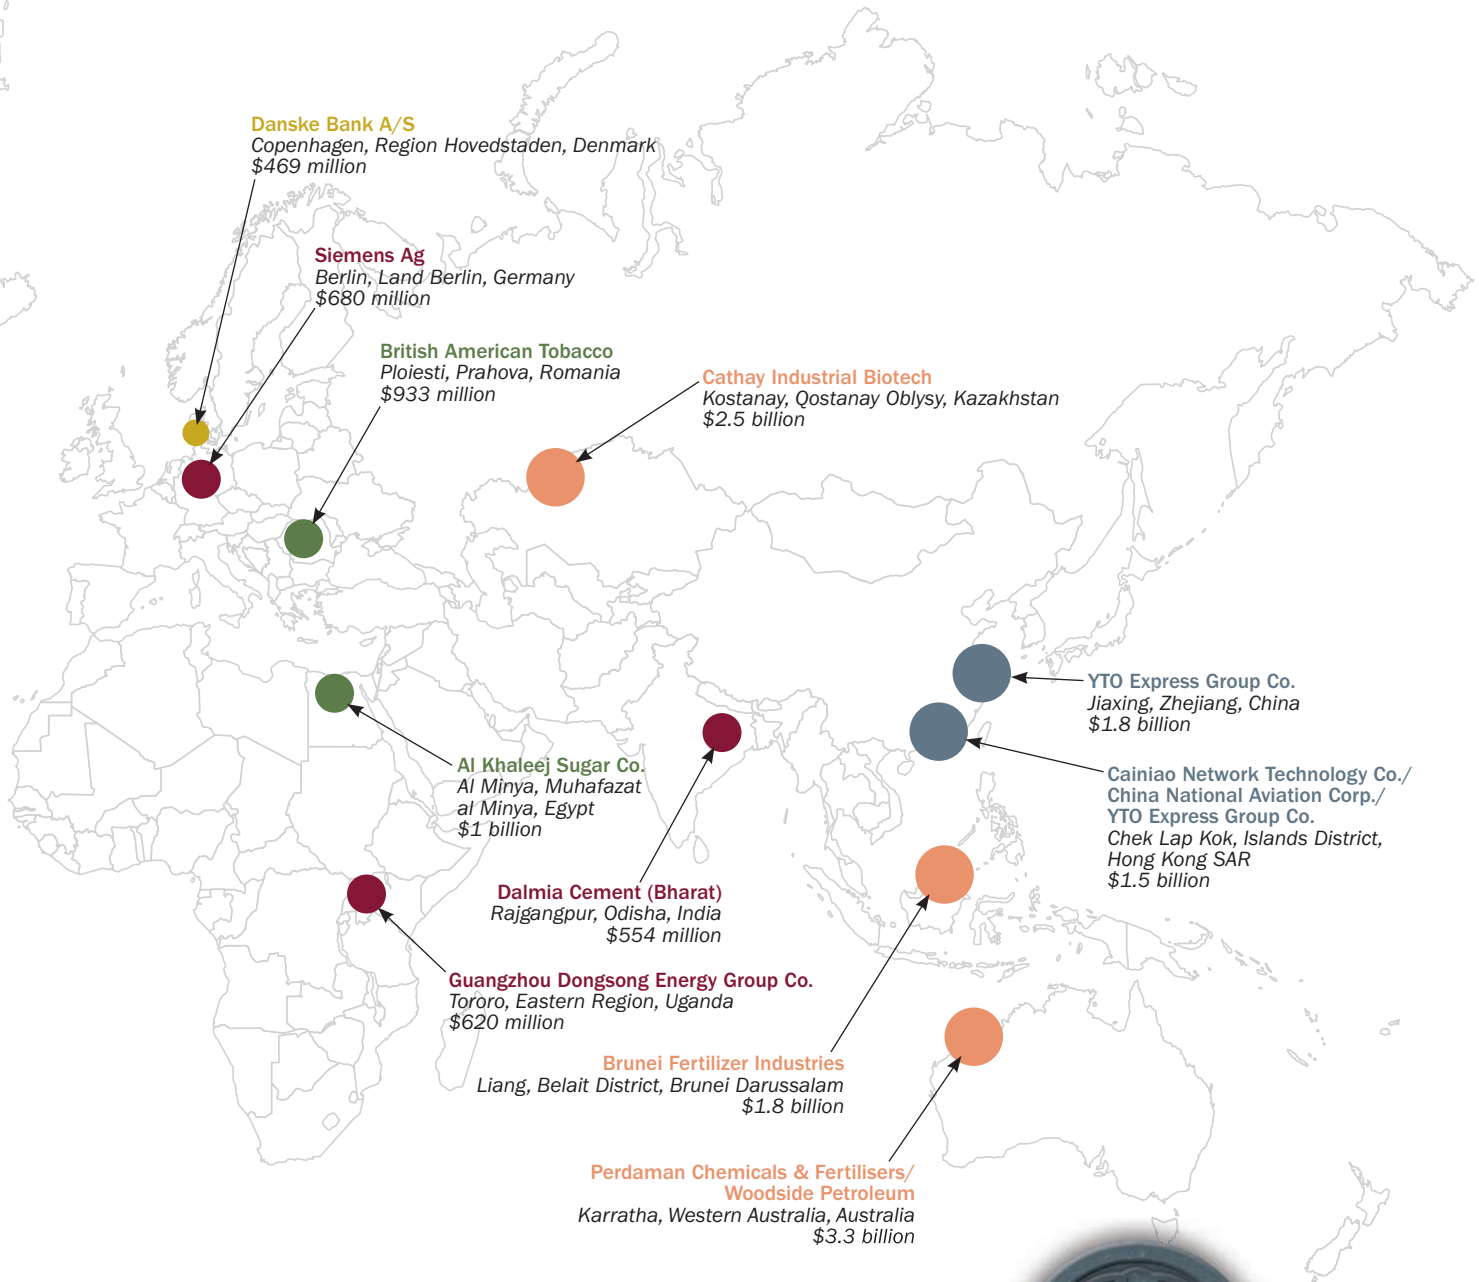 Danske Bank A/S
Copenhagen, Region Hovedstaden, Denmark
$469 million
Siemens Ag
Berlin, Land Berlin, Germany
$680 million
British American Tobacco
Ploiesti, Prahova, Romania
$933 million
Cathay Industrial Biotech
Kostanay, Qostanay Oblysy, Kazakhstan
$2.5 billion
YTO Express Group Co.
Jiaxing, Zhejiang, China
$1.8 billion
Al Khaleej Sugar Co.
Al Minya, Muhafazat
al Minya, Egypt
$1 billion
Cainiao Network Technology Co./
China National Aviation Corp./
YTO Express Group Co.
Chek Lap Kok, Islands District,
Hong Kong SAR
$1.5 billion
Dalmia Cement (Bharat)
Rajgangpur, Odisha, India
$554 million
Guangzhou Dongsong Energy Group Co.
Tororo, Eastern Region, Uganda
$620 million
Brunei Fertilizer Industries
Liang, Belait District, Brunei Darussalam
$1.8 billion
Perdaman Chemicals & Fertilisers/
Woodside Petroleum
Karratha, Western Australia, Australia
$3.3 billion